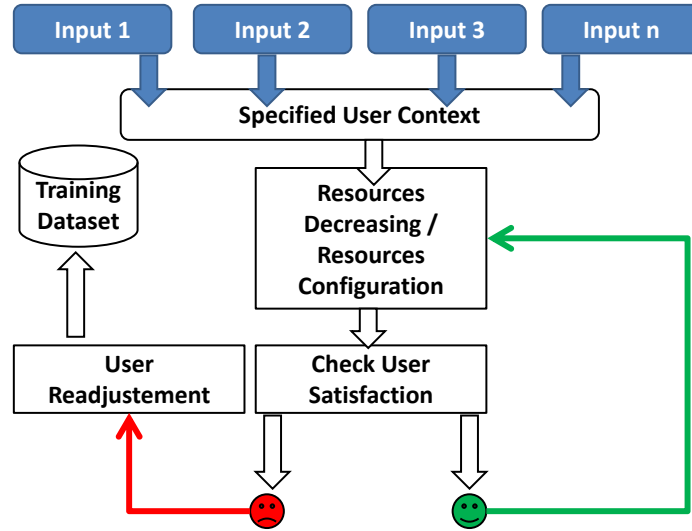 Input 1
Input 2
Input 3
Input n
Specified User Context
Training
Dataset
Resources
Decreasing /
Resources
Configuration
User
Readjustement
Check User
Satisfaction